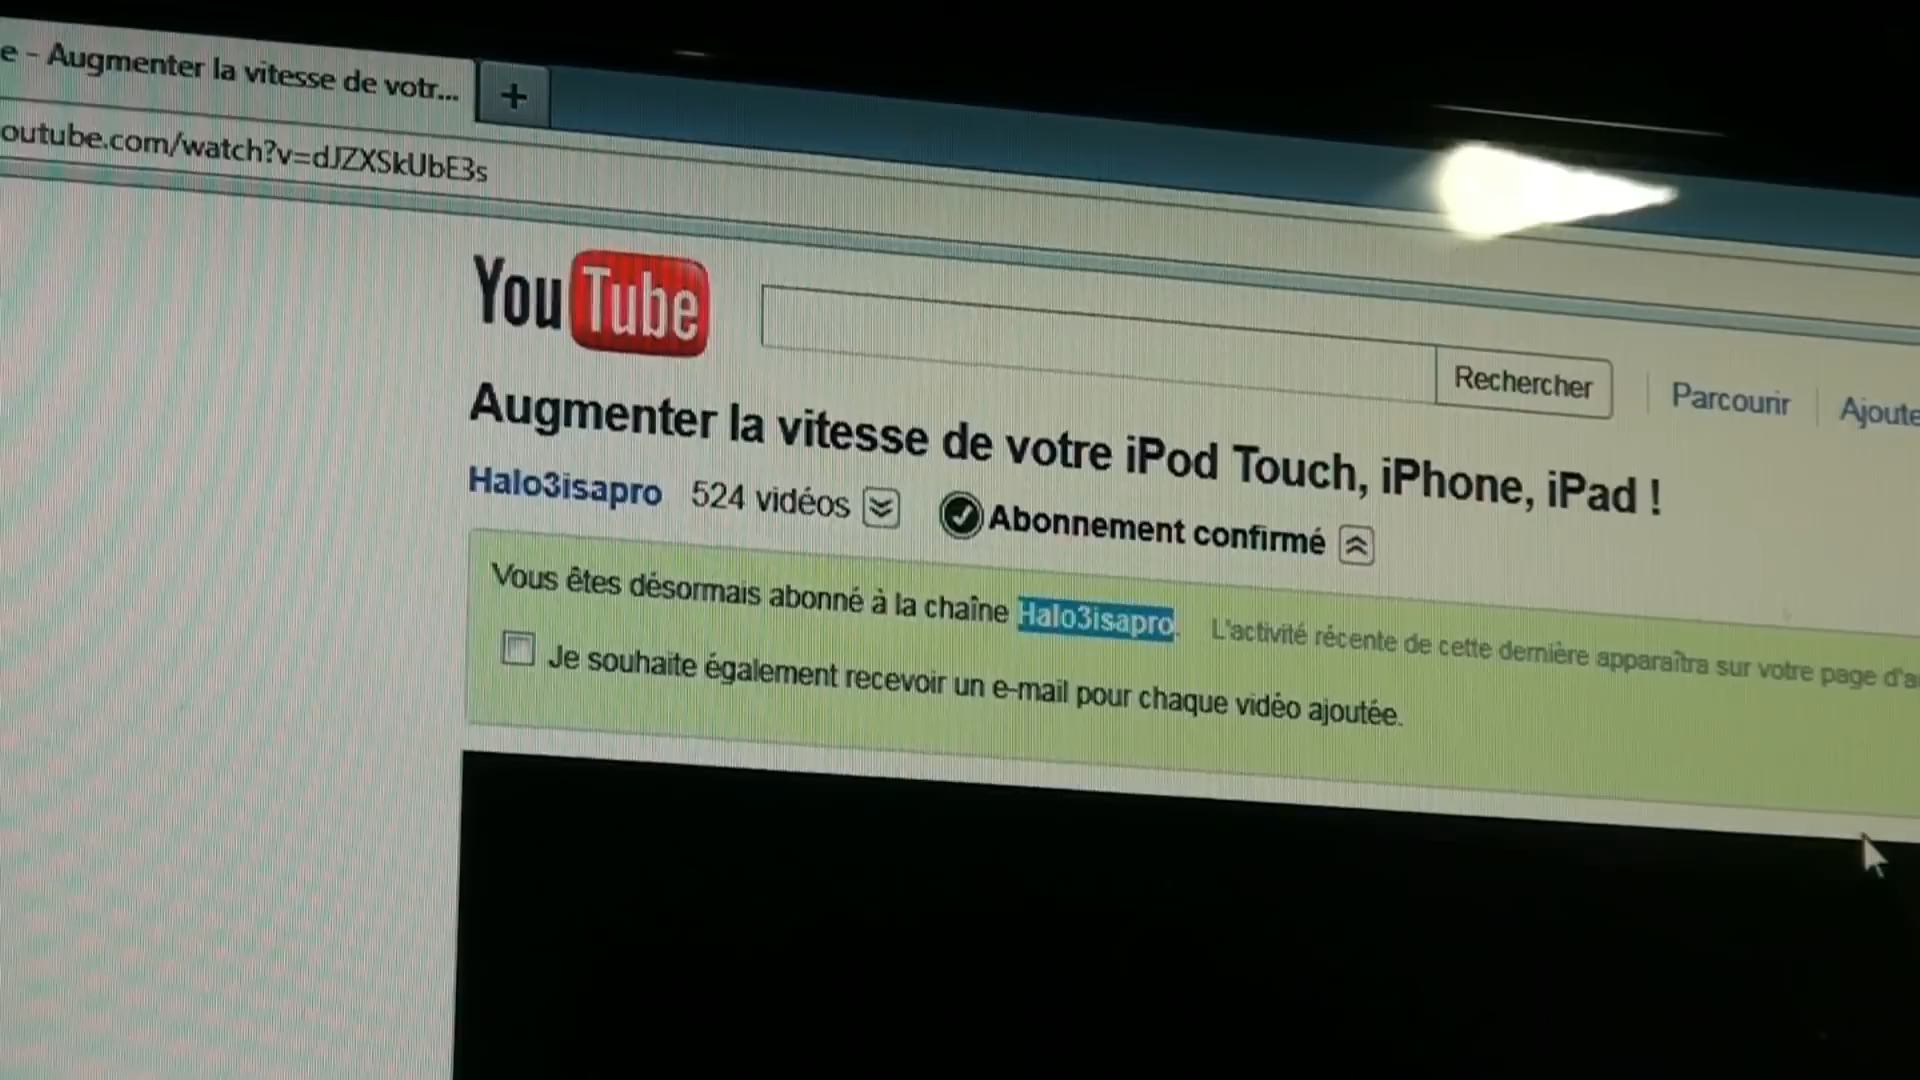 e - Augmenter la vitesse de votr...
+
outube.com/watch?v=dJZXSkUbE3s
YouTube
Rechercher
Parcourir
Ajoute
Augmenter la vitesse de votre iPod Touch, iPhone, iPad !
Halo3isapro 524 vidéos Abonnement confirmé
Vous êtes désormais abonné à la chaîne Halo3isapro. L'activité récente de cette dernière apparaîtra sur votre page d'a
Je souhaite également recevoir un e-mail pour chaque vidéo ajoutée.